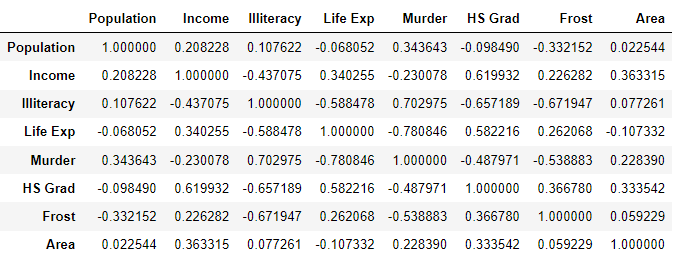 Population Income Illiteracy Life Exp Murder HS Grad Frost Area
Population 1.000000 0.208228 0.107622 -0.068052 0.343643 -0.098490 -0.332152 0.022544
Income 0.208228 1.000000 -0.437075 0.340255 -0.230078 0.619932 0.226282 0.363315
Illiteracy 0.107622 -0.437075 1.000000 -0.588478 0.702975 -0.657189 -0.671947 0.077261
Life Exp -0.068052 0.340255 -0.588478 1.000000 -0.780846 0.582216 0.262068 -0.107332
Murder 0.343643 -0.230078 0.702975 -0.780846 1.000000 -0.487971 -0.538883 0.228390
HS Grad -0.098490 0.619932 -0.657189 0.582216 -0.487971 1.000000 0.366780 0.333542
Frost -0.332152 0.226282 -0.671947 0.262068 -0.538883 0.366780 1.000000 0.059229
Area 0.022544 0.363315 0.077261 -0.107332 0.228390 0.333542 0.059229 1.000000